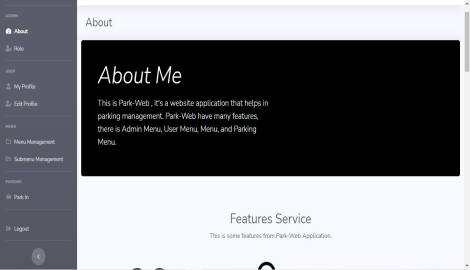 ADMIN
About
Role
USER
My Profile
Edit Profile
MENU
Menu Management
Submenu Management
PARKING
Park In
Logout
About
About Me
This is Park-Web , it's a website application that helps in
parking management. Park-Web have many features,
there is Admin Menu, User Menu, Menu, and Parking
Menu.
Features Service
This is some features from Park-Web Application.